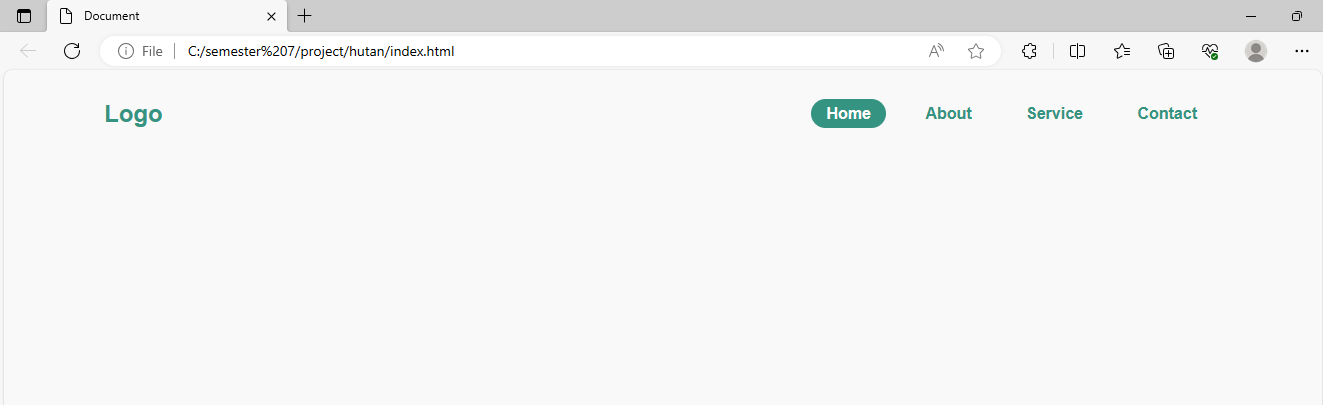 Document
File C:/semester%207/project/hutan/index.html
Logo Home About Service Contact